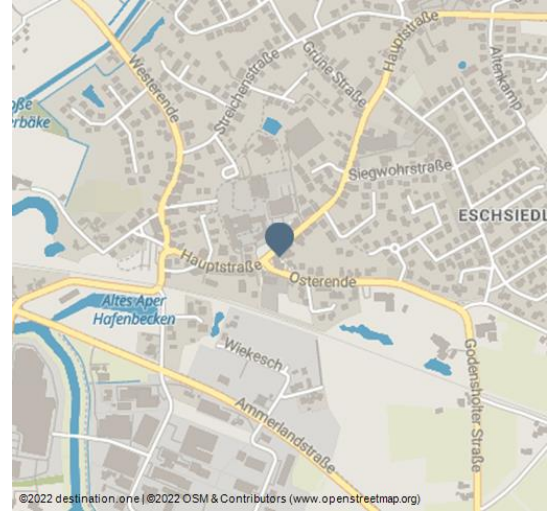 Westerende
Streichenstraße
Grüne Straße
Hauptstraße
Altenkamp
oße
erbäke
Siegwohrstraße
ESCHSIEDL
Hauptstraße
Osterende
Altes Aper
Hafenbecken
Wiekesch
Godensholter Straße
Ammerlandstraße
©2022 destination.one | ©2022 OSM & Contributors (www.openstreetmap.org)